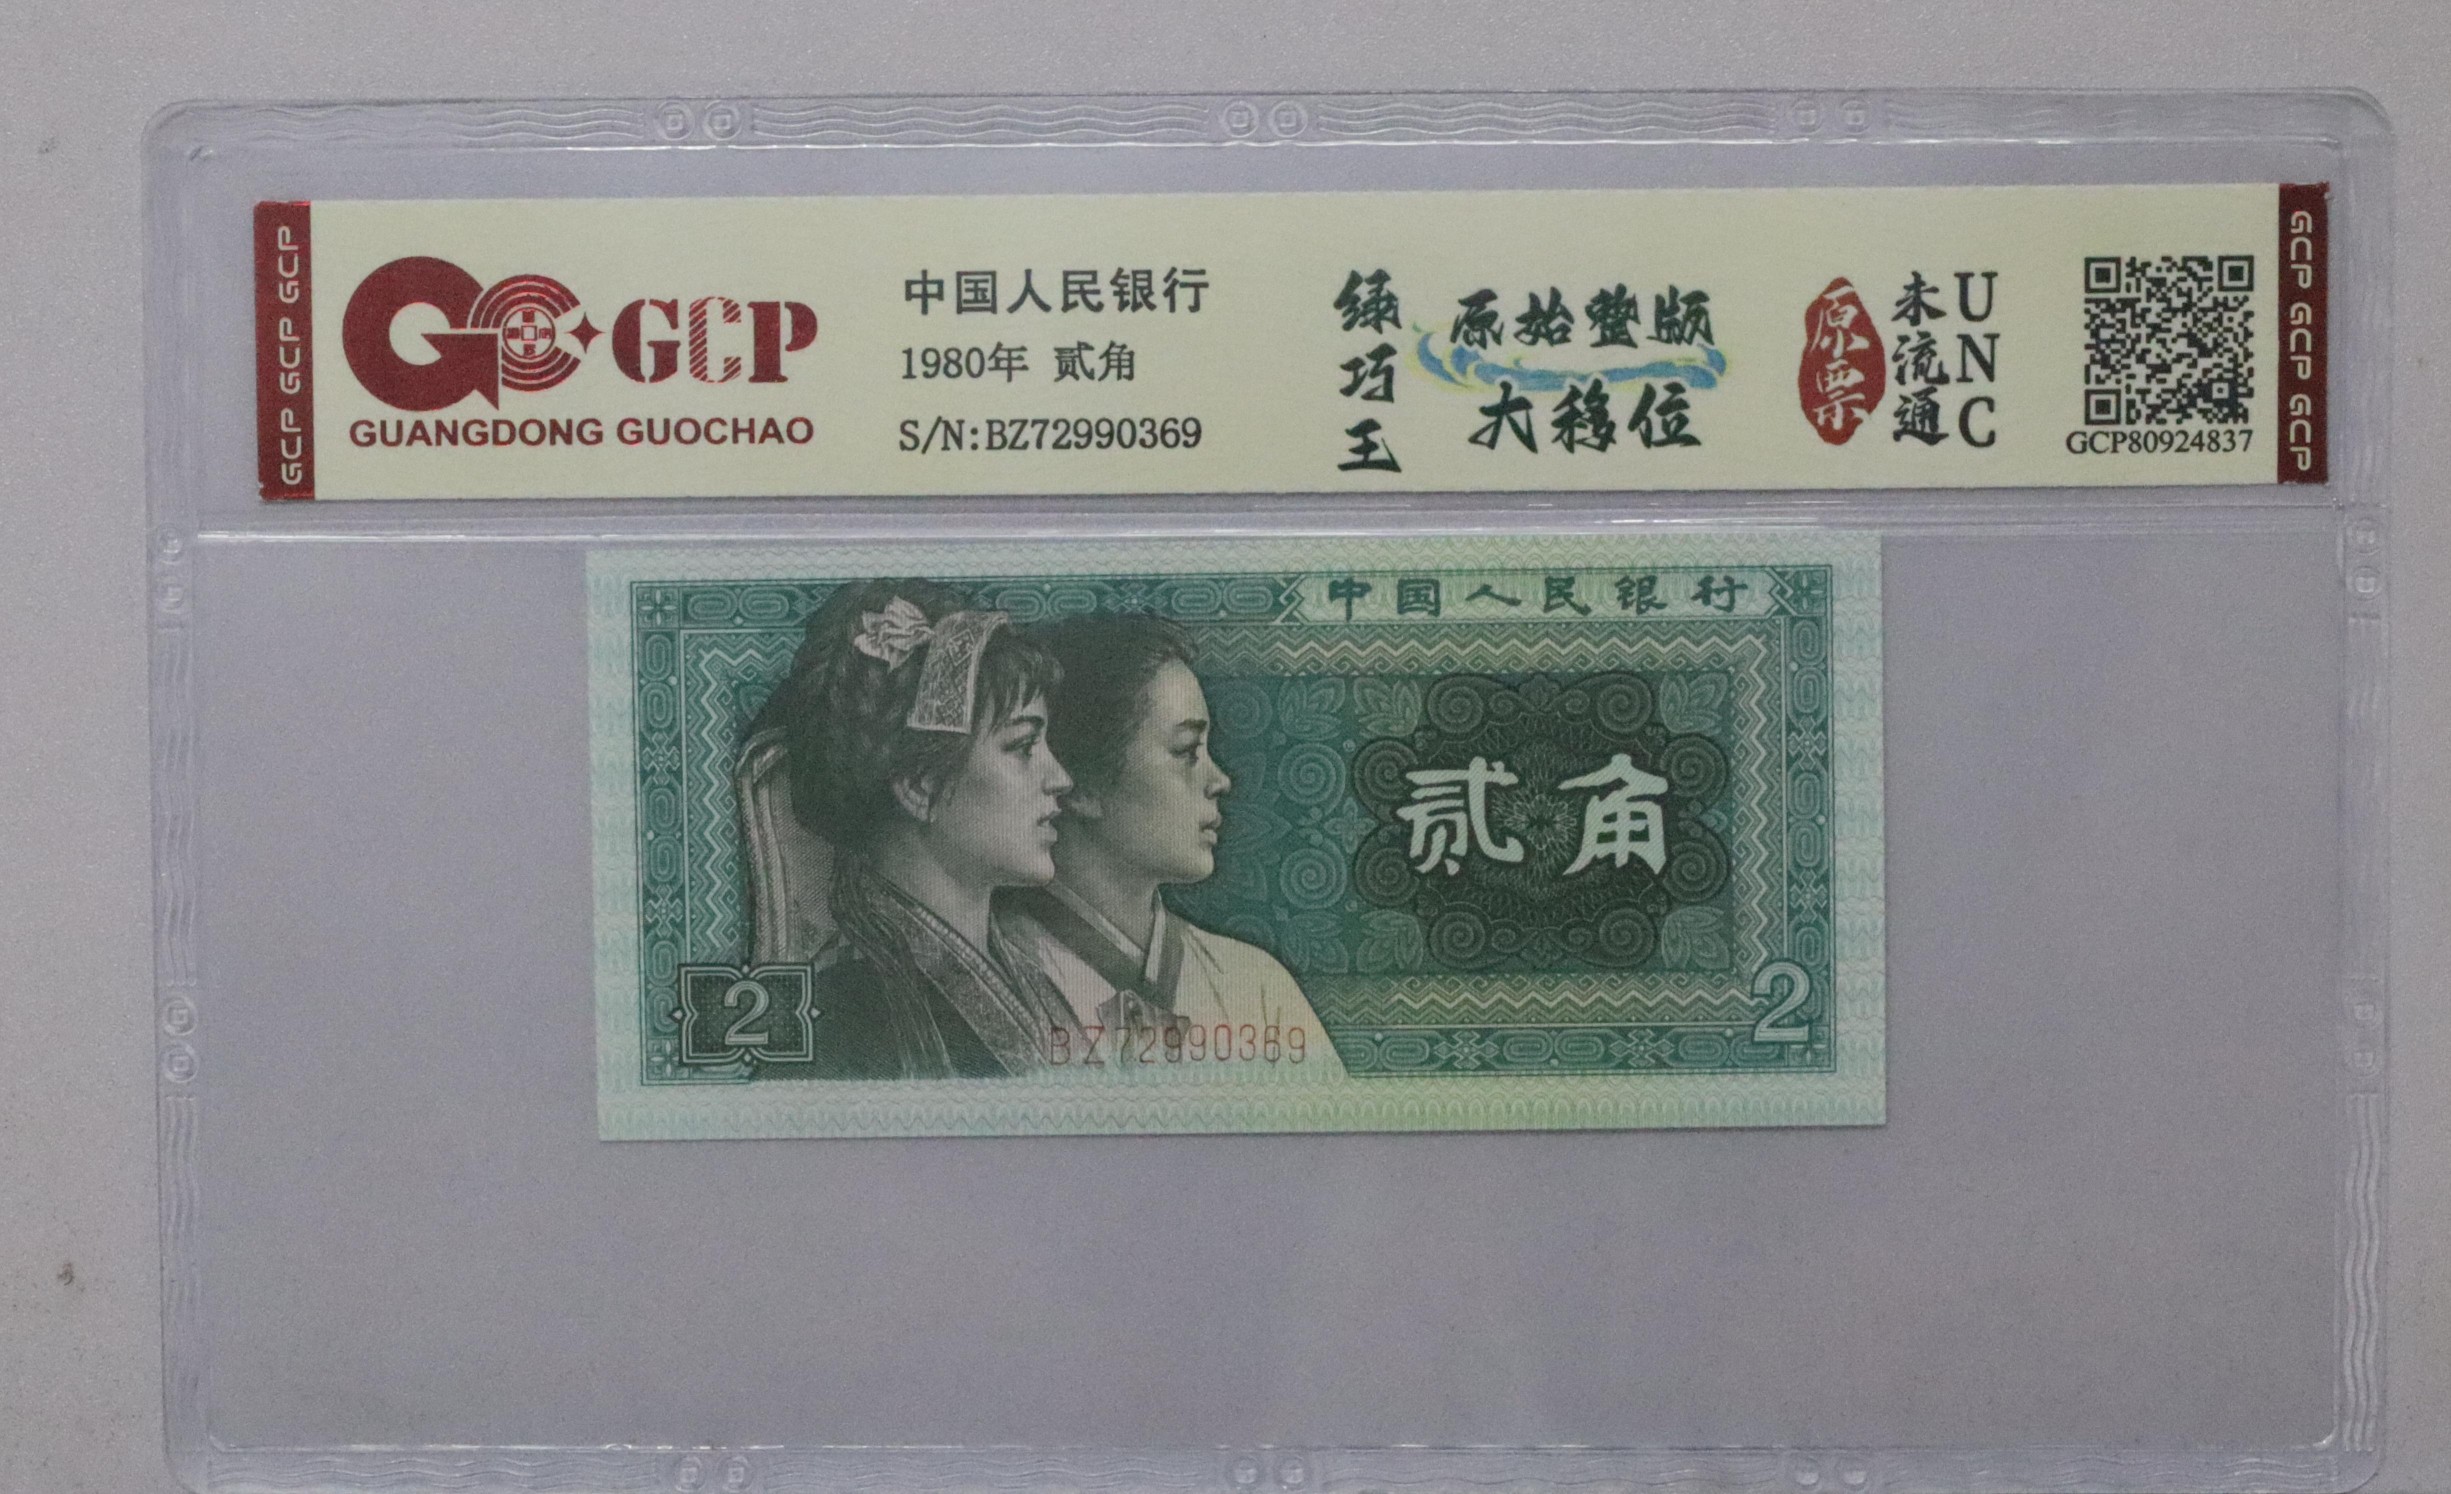 GCP GCP GCP
GC GCP
GUANGDONG GUOCHAO
中国人民银行
1980年 贰角
S/N:BZ72990369
绿巧王
原始整版
大移位
原票
未流通
UNC
GCP80924837
GCP GCP GCP
中国人民银行
贰角
2
2
BZ72990369